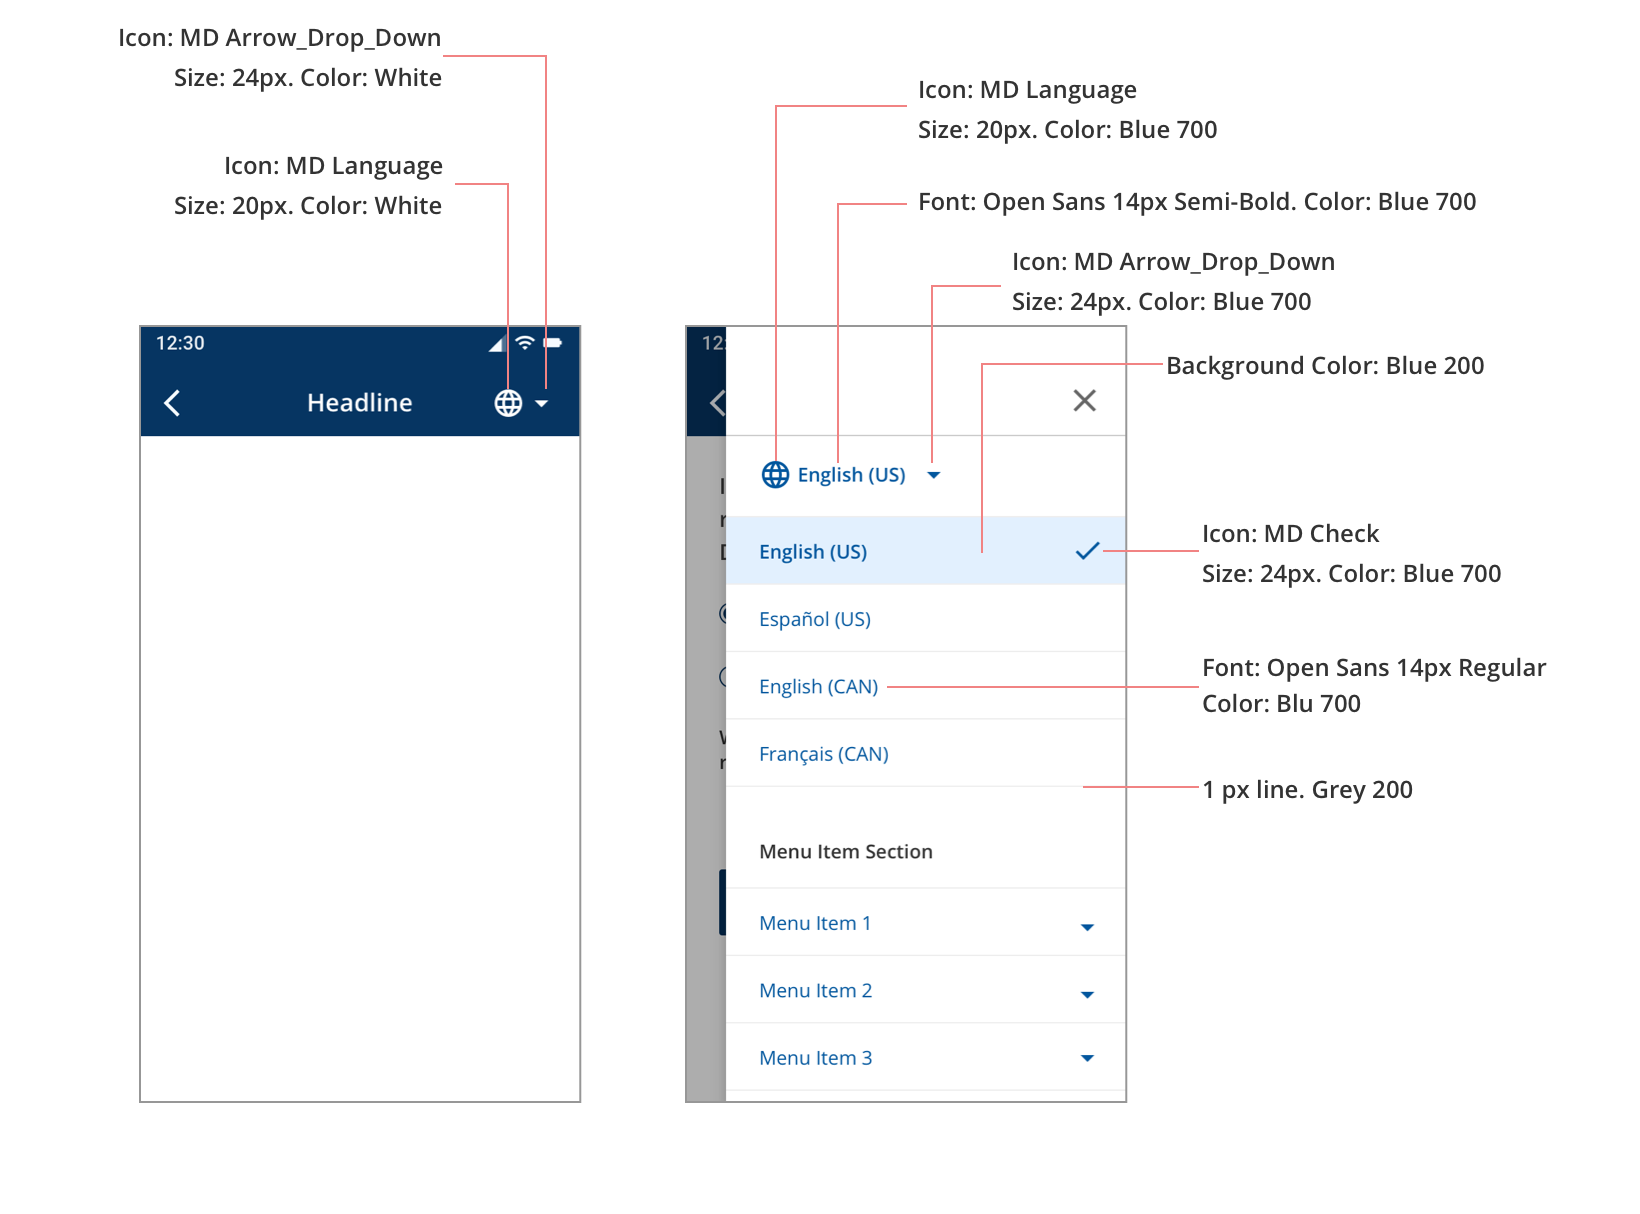 Icon: MD Arrow_Drop_Down
Size: 24px. Color: White
Icon: MD Language
Size: 20px. Color: White
12:30
Headline
Icon: MD Language
Size: 20px. Color: Blue 700
Font: Open Sans 14px Semi-Bold. Color: Blue 700
Icon: MD Arrow_Drop_Down
Size: 24px. Color: Blue 700
Background Color: Blue 200
12:
English (US)
English (US)
Icon: MD Check
Size: 24px. Color: Blue 700
Español (US)
English (CAN)
Font: Open Sans 14px Regular
Color: Blu 700
Français (CAN)
1 px line. Grey 200
Menu Item Section
Menu Item 1
Menu Item 2
Menu Item 3